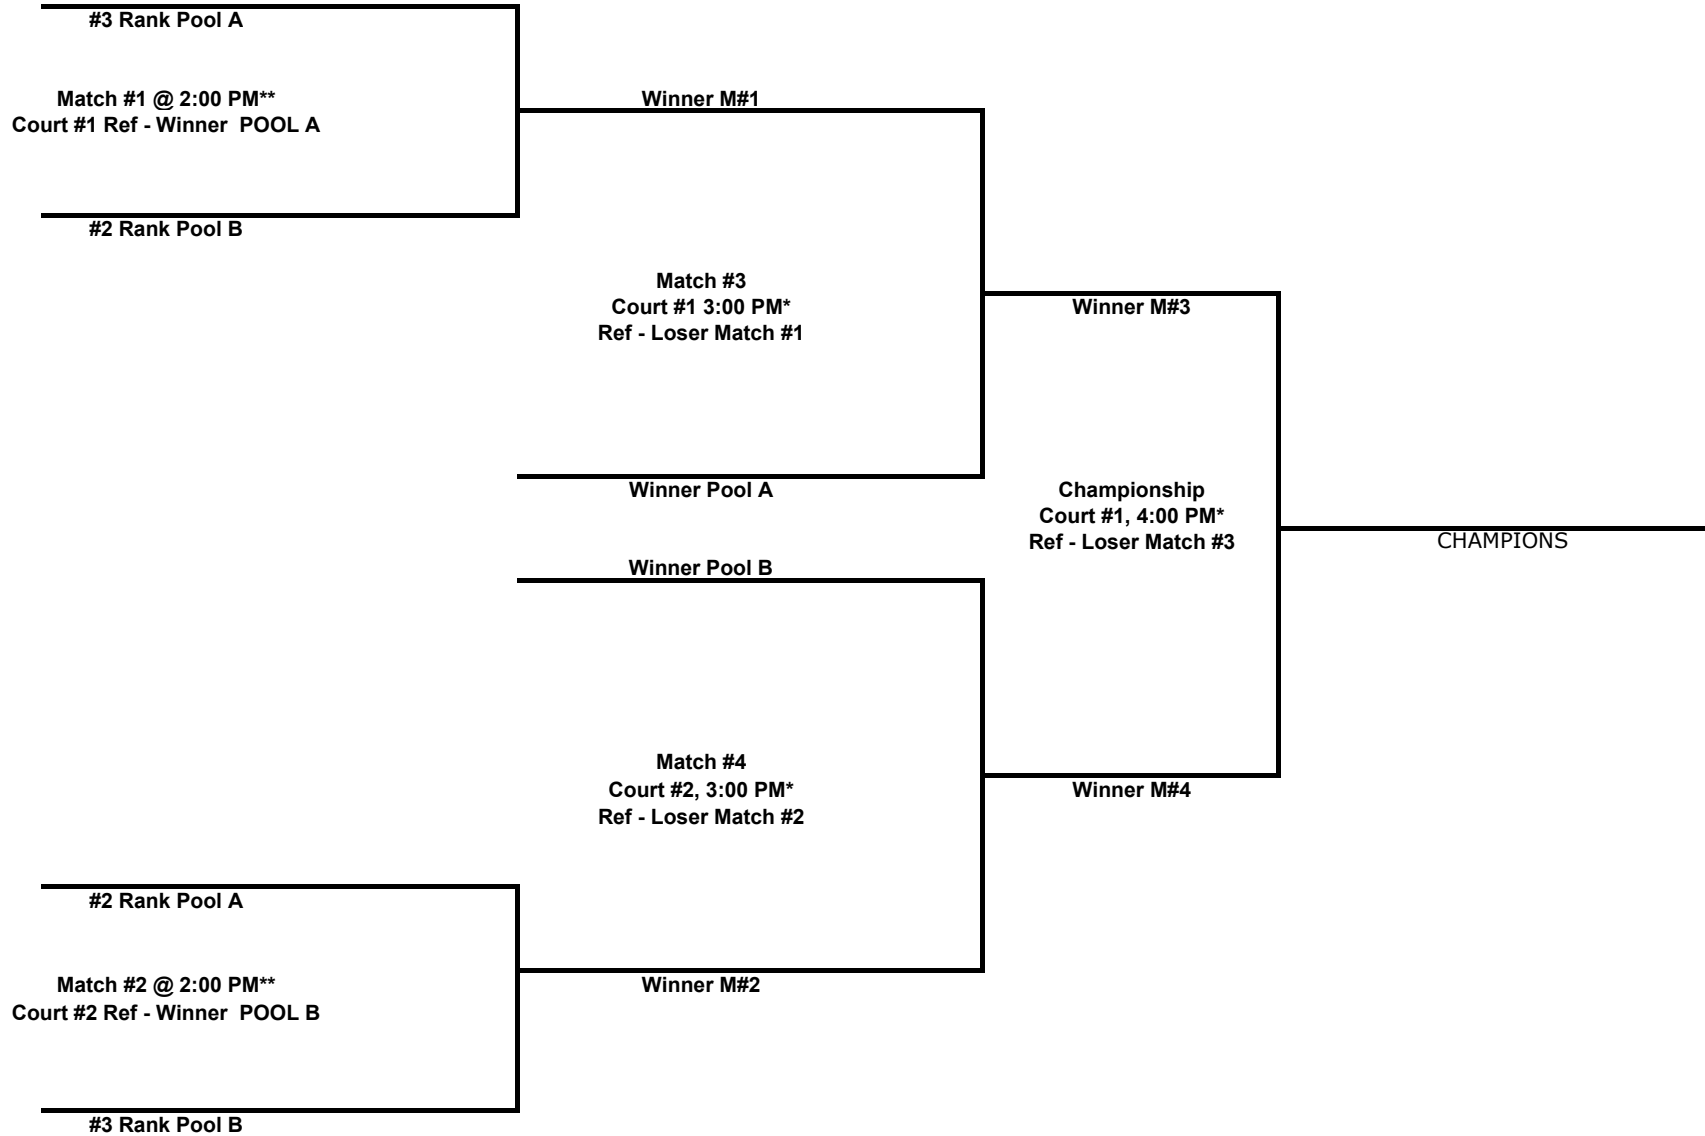 #3 Rank Pool A
Match #1 @ 2:00 PM**
Court #1 Ref - Winner  POOL A
#2 Rank Pool B
Winner M#1
Match #3
Court #1 3:00 PM*
Ref - Loser Match #1
Winner Pool A
Winner M#3
Championship
Court #1, 4:00 PM*
Ref - Loser Match #3
CHAMPIONS
Winner Pool B
Match #4
Court #2, 3:00 PM*
Ref - Loser Match #2
Winner M#4
#2 Rank Pool A
Match #2 @ 2:00 PM**
Court #2 Ref - Winner  POOL B
Winner M#2
#3 Rank Pool B